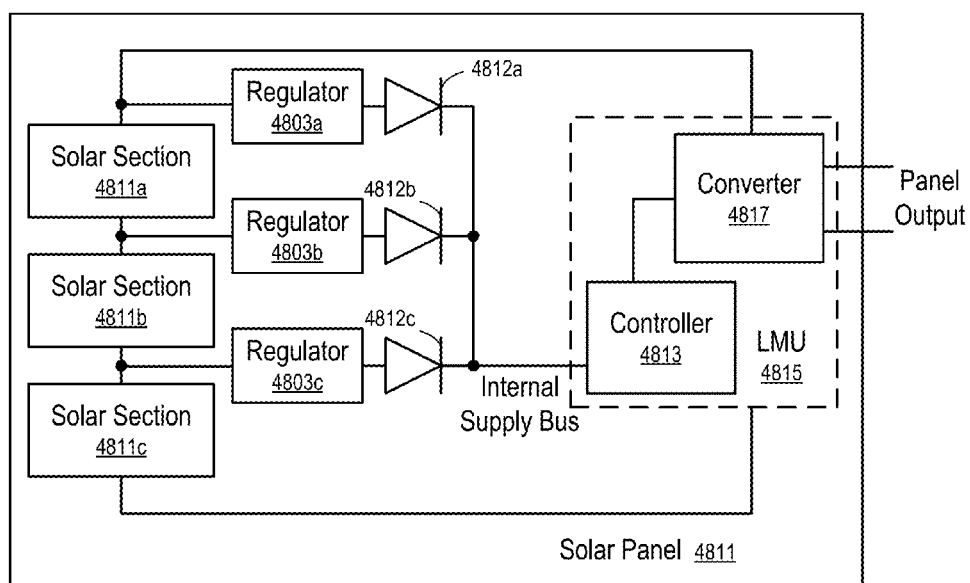 4812a
Regulator
4803a
Solar Section
4811a
4812b
Regulator
4803b
Solar Section
4811b
4812c
Regulator
4803c
Solar Section
4811c
Internal
Supply Bus
Converter
4817
Controller
4813
LMU
4815
Panel
Output
Solar Panel 4811